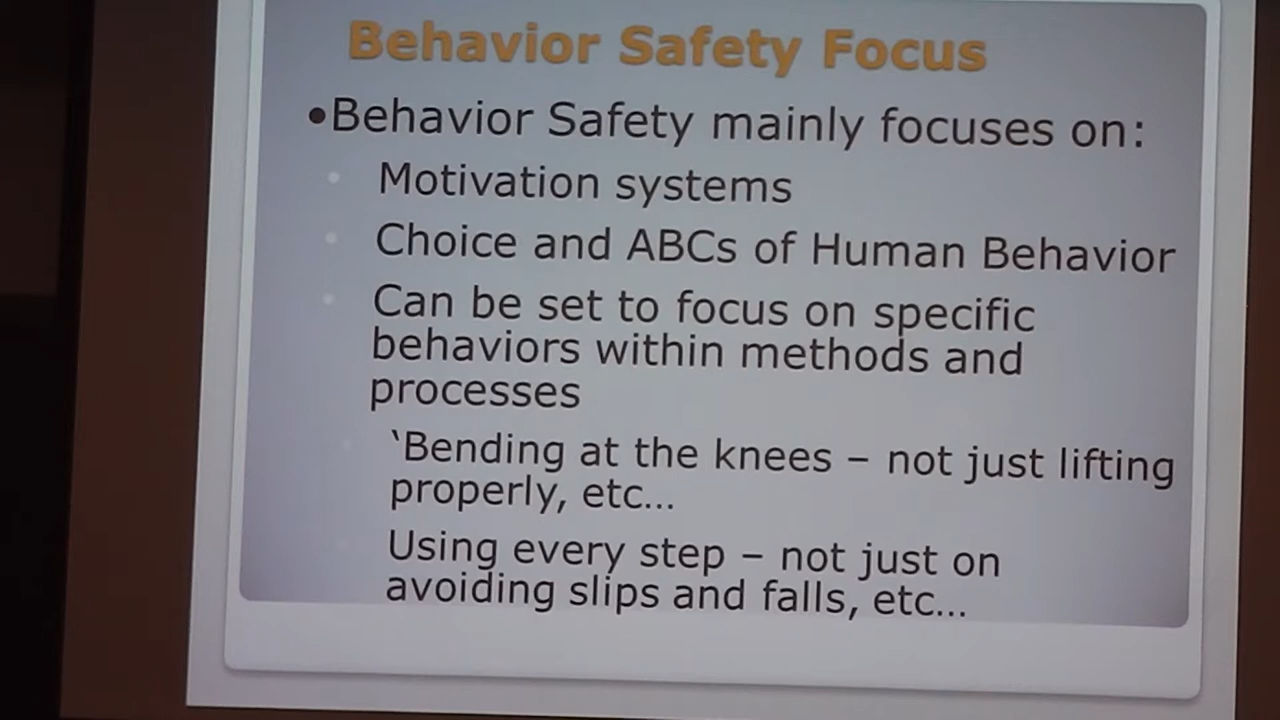 Behavior Safety Focus
•Behavior Safety mainly focuses on:
• Motivation systems
• Choice and ABCs of Human Behavior
• Can be set to focus on specific
behaviors within methods and
processes
‘Bending at the knees – not just lifting
properly, etc…
Using every step – not just on
avoiding slips and falls, etc…